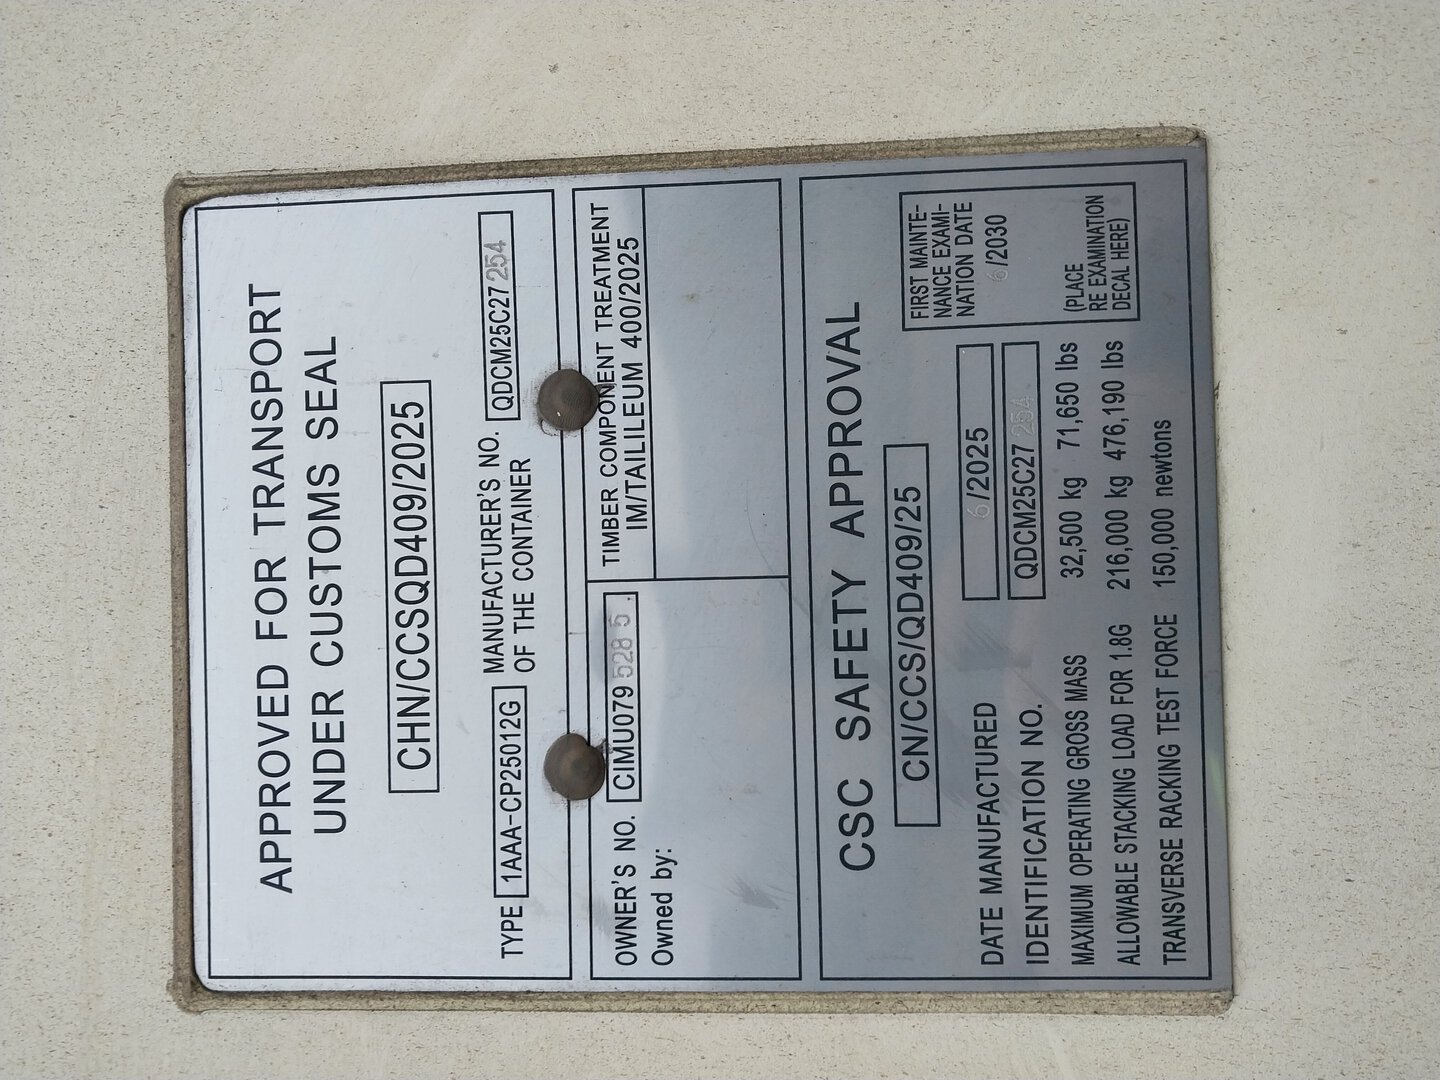 APPROVED FOR TRANSPORT
UNDER CUSTOMS SEAL
CHN/CCSQD409/2025
TYPE 1AAA-CP25012G MANUFACTURER'S NO. QDCM25C27 254
OF THE CONTAINER
OWNER'S NO. CIMU079 528 5
Owned by:
TIMBER COMPONENT TREATMENT
IM/TAILILEUM 400/2025
CSC SAFETY APPROVAL
CN/CCS/QD409/25
DATE MANUFACTURED 6/2025
IDENTIFICATION NO. QDCM25C27 254
MAXIMUM OPERATING GROSS MASS 32,500 kg 71,650 lbs
ALLOWABLE STACKING LOAD FOR 1.8G 216,000 kg 476,190 lbs
TRANSVERSE RACKING TEST FORCE 150,000 newtons
FIRST MAINTE-
NANCE EXAMI-
NATION DATE
6/2030
(PLACE
RE EXAMINATION
DECAL HERE)